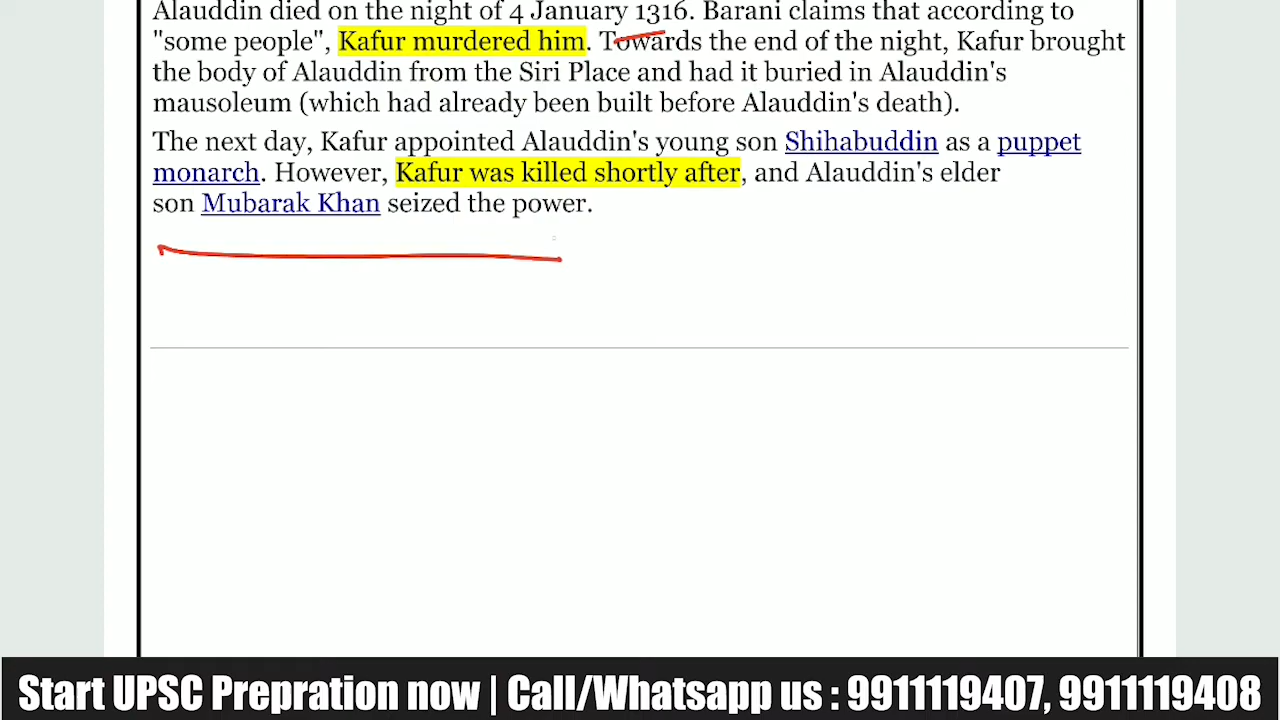 Alauddin died on the night of 4 January 1316. Barani claims that according to
"some people", Kafur murdered him. Towards the end of the night, Kafur brought
the body of Alauddin from the Siri Place and had it buried in Alauddin's
mausoleum (which had already been built before Alauddin's death).
The next day, Kafur appointed Alauddin's young son Shihabuddin as a puppet
monarch. However, Kafur was killed shortly after, and Alauddin's elder
son Mubarak Khan seized the power.
Start UPSC Prepration now | Call/Whatsapp us : 9911119407, 9911119408